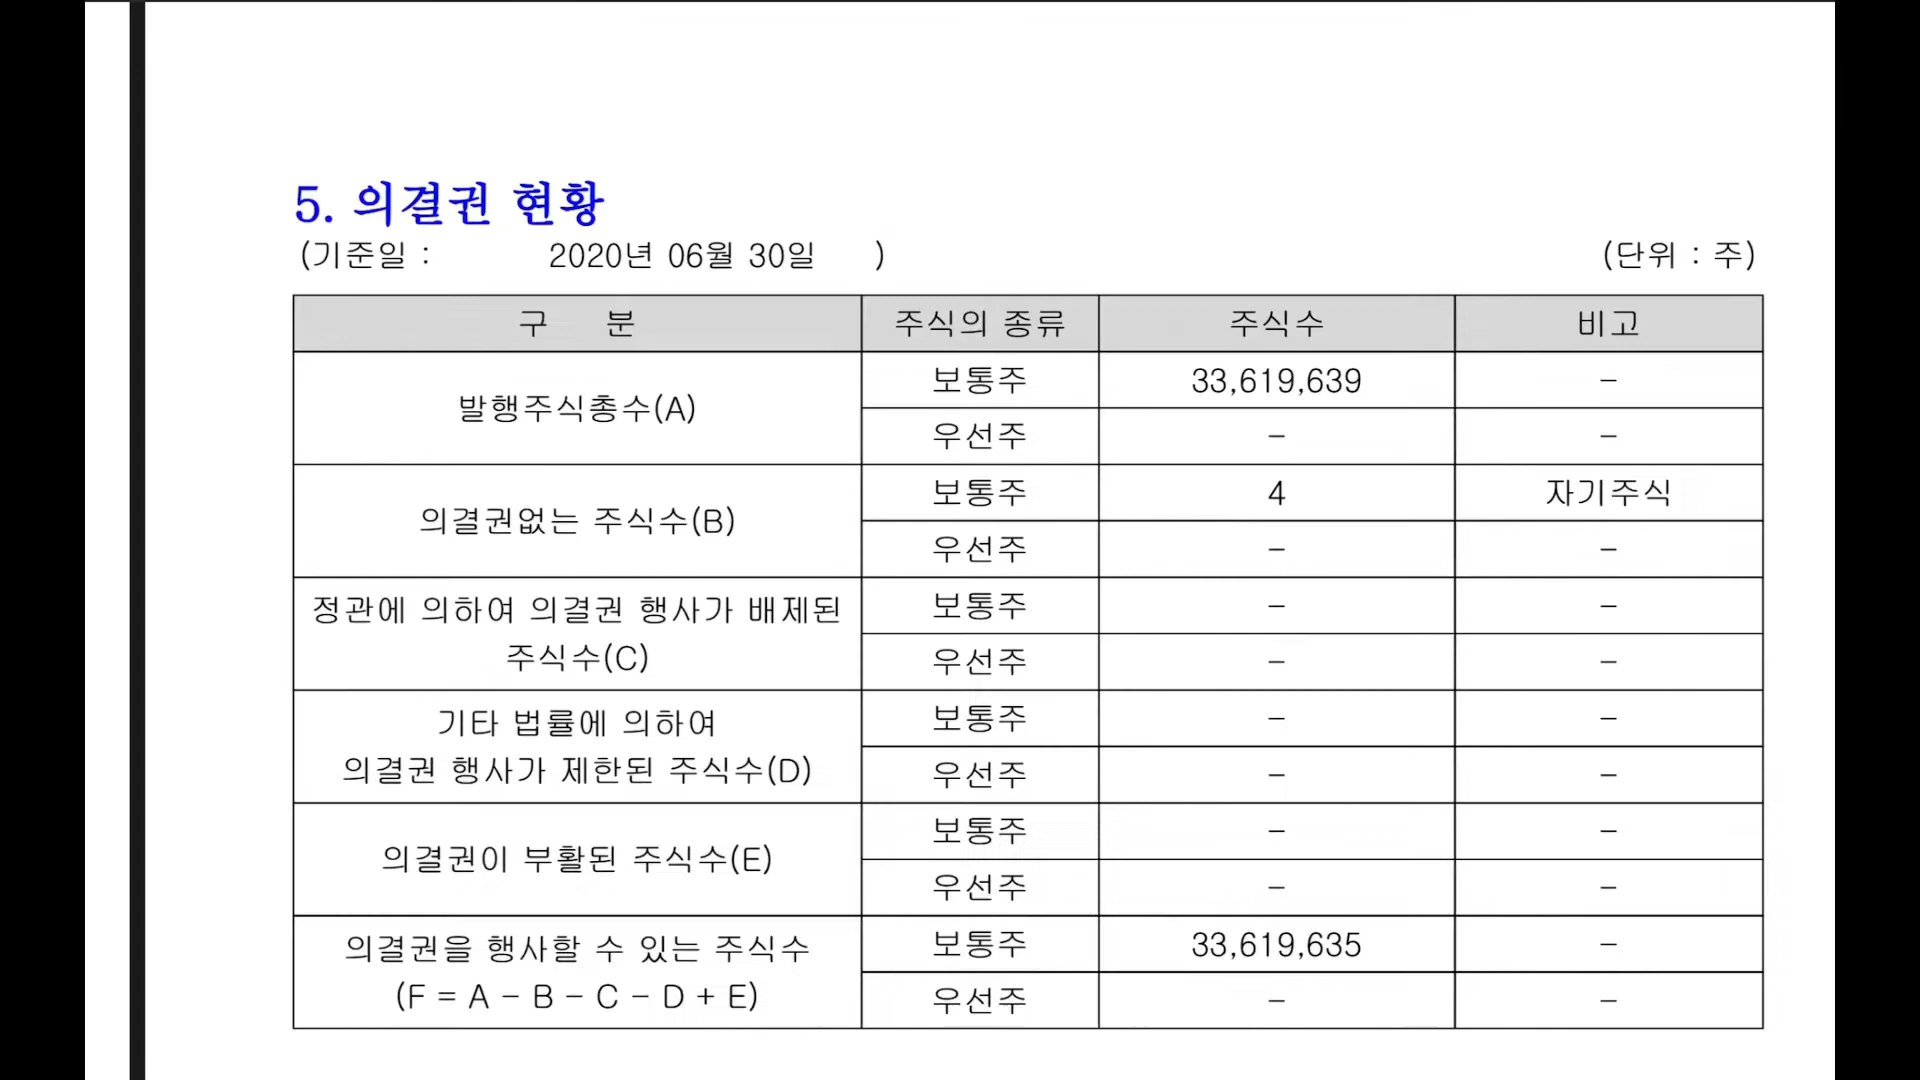 5. 의결권 현황
(기준일 : 2020년 06월 30일 ) (단위 : 주)
구 분 주식의 종류 주식수 비고
발행주식총수(A) 보통주 33,619,639 –
우선주 – –
의결권없는 주식수(B) 보통주 4 자기주식
우선주 – –
정관에 의하여 의결권 행사가 배제된
주식수(C)
보통주 – –
우선주 – –
기타 법률에 의하여
의결권 행사가 제한된 주식수(D)
보통주 – –
우선주 – –
의결권이 부활된 주식수(E) 보통주 – –
우선주 – –
의결권을 행사할 수 있는 주식수
(F = A – B – C – D + E)
보통주 33,619,635 –
우선주 – –